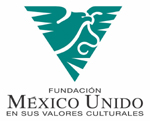 FUNDACIÓN
MÉXICO UNIDO
EN SUS VALORES CULTURALES